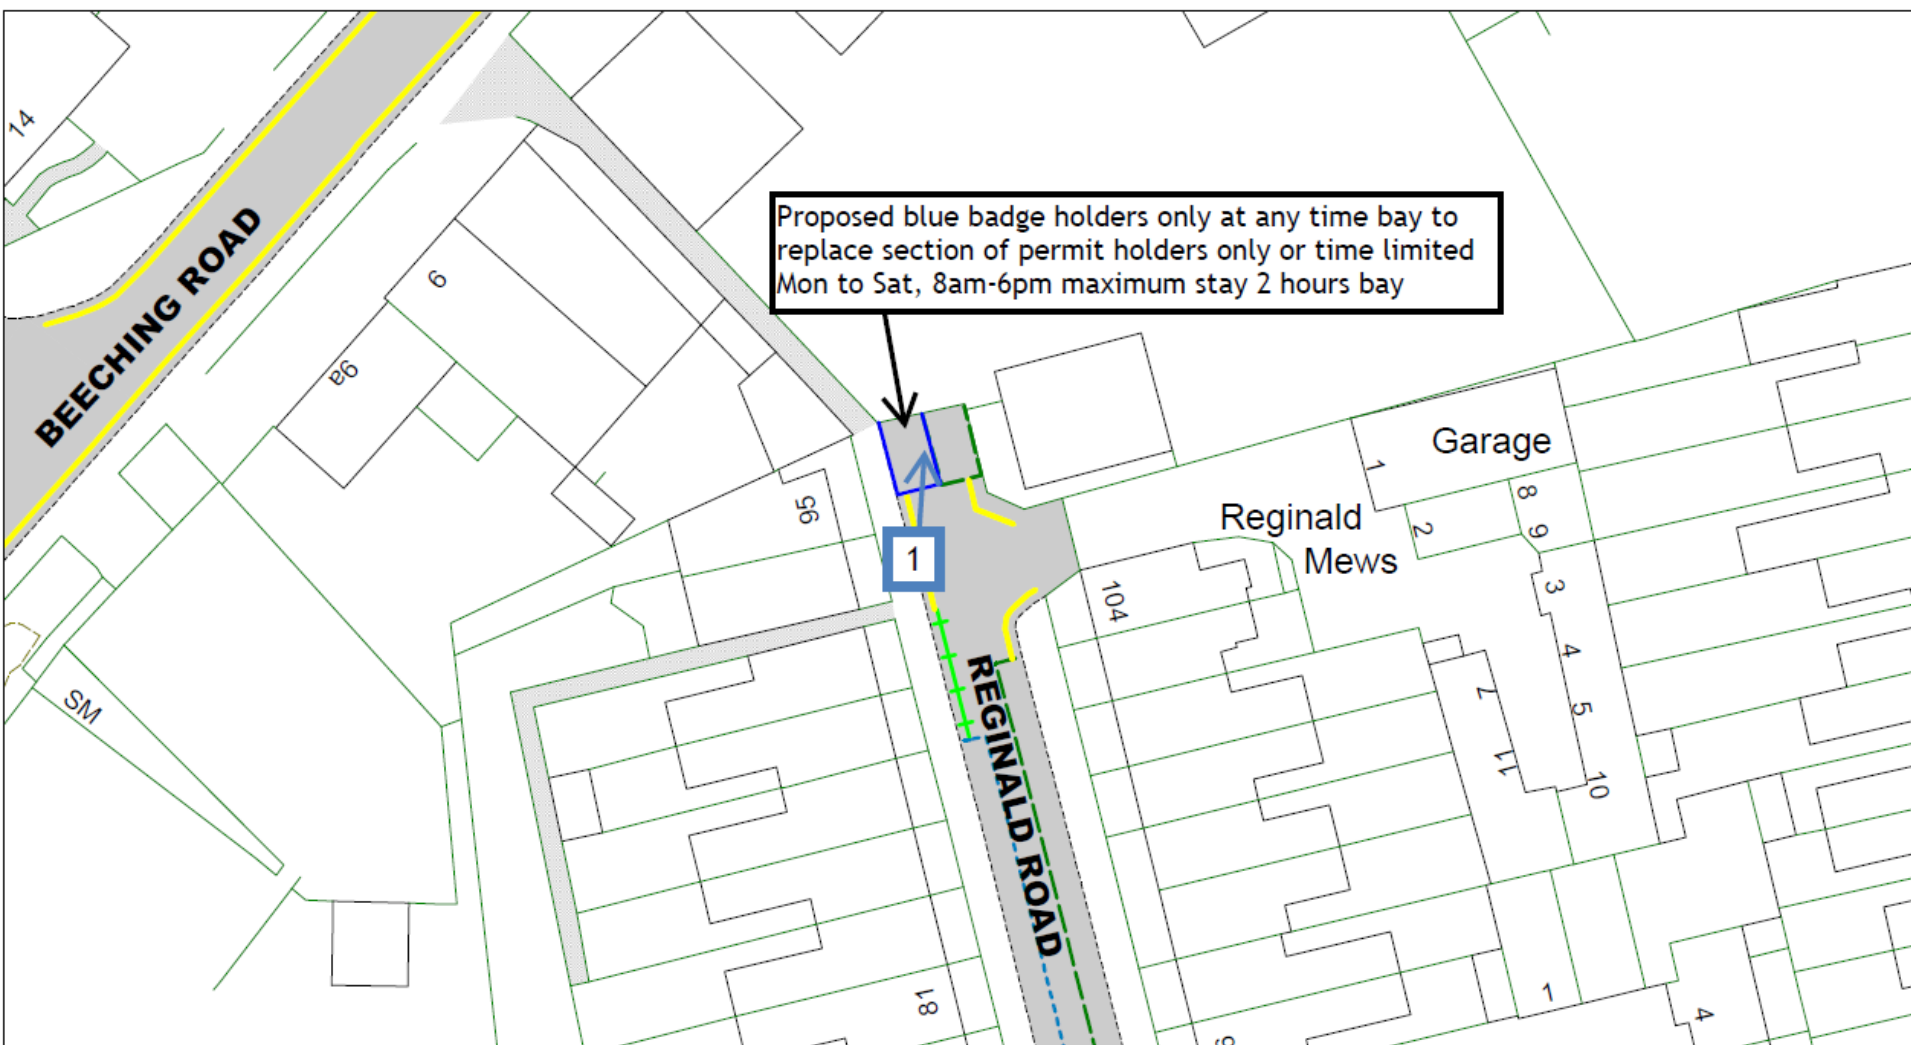 14
BEECHING ROAD
9
9a
Proposed blue badge holders only at any time bay to
replace section of permit holders only or time limited
Mon to Sat, 8am-6pm maximum stay 2 hours bay
95
1
Garage
1
Reginald
Mews
2
8
9
3
4
5
7
11
10
104
SM
REGINALD ROAD
81
1
4